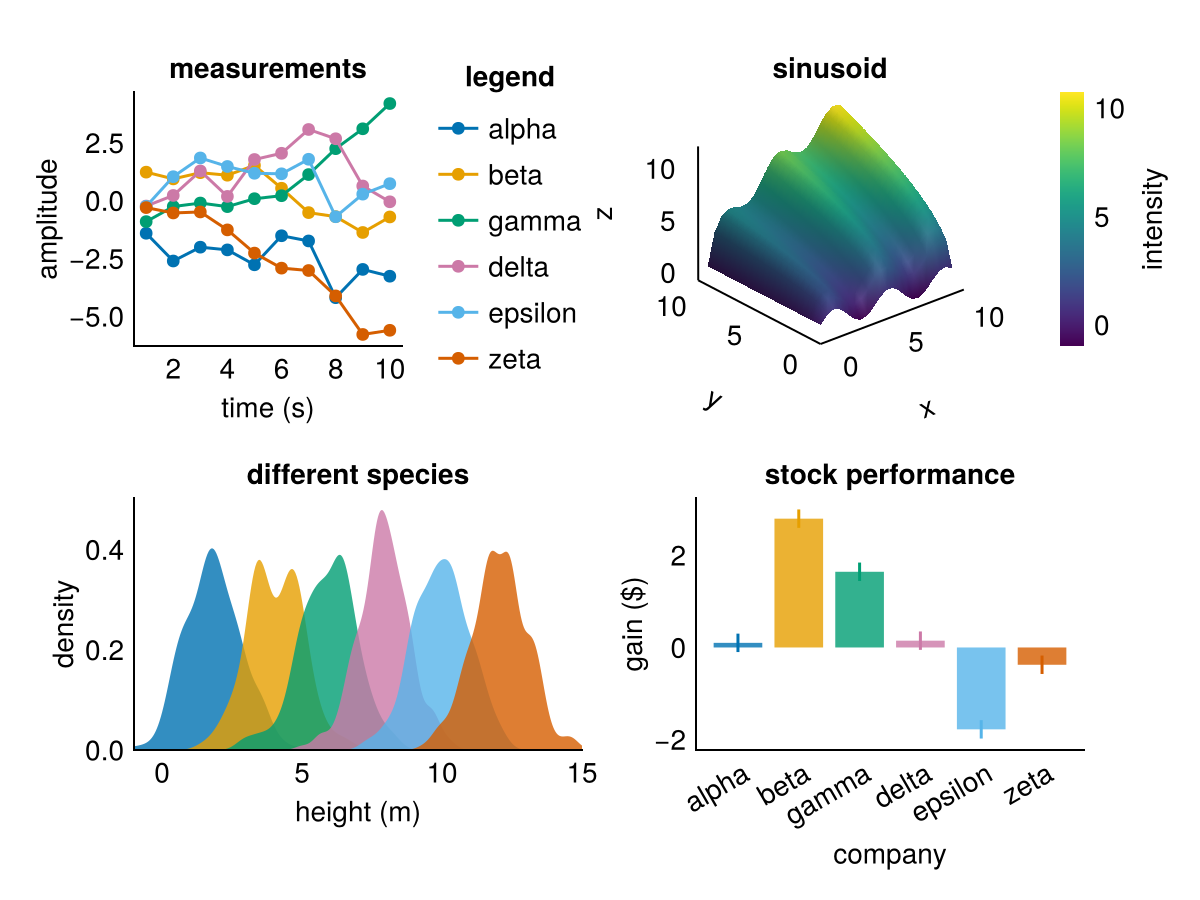 measurements
amplitude
2.5
0.0
−2.5
−5.0
2 4 6 8 10
time (s)
legend
alpha
beta
gamma
delta
epsilon
zeta
sinusoid
z
10
5
0
10
5
0
y
0
5
10
x
10
5
0
intensity
different species
density
0.4
0.2
0.0
0 5 10 15
height (m)
stock performance
gain ($)
2
0
−2
alpha beta gamma delta epsilon zeta
company